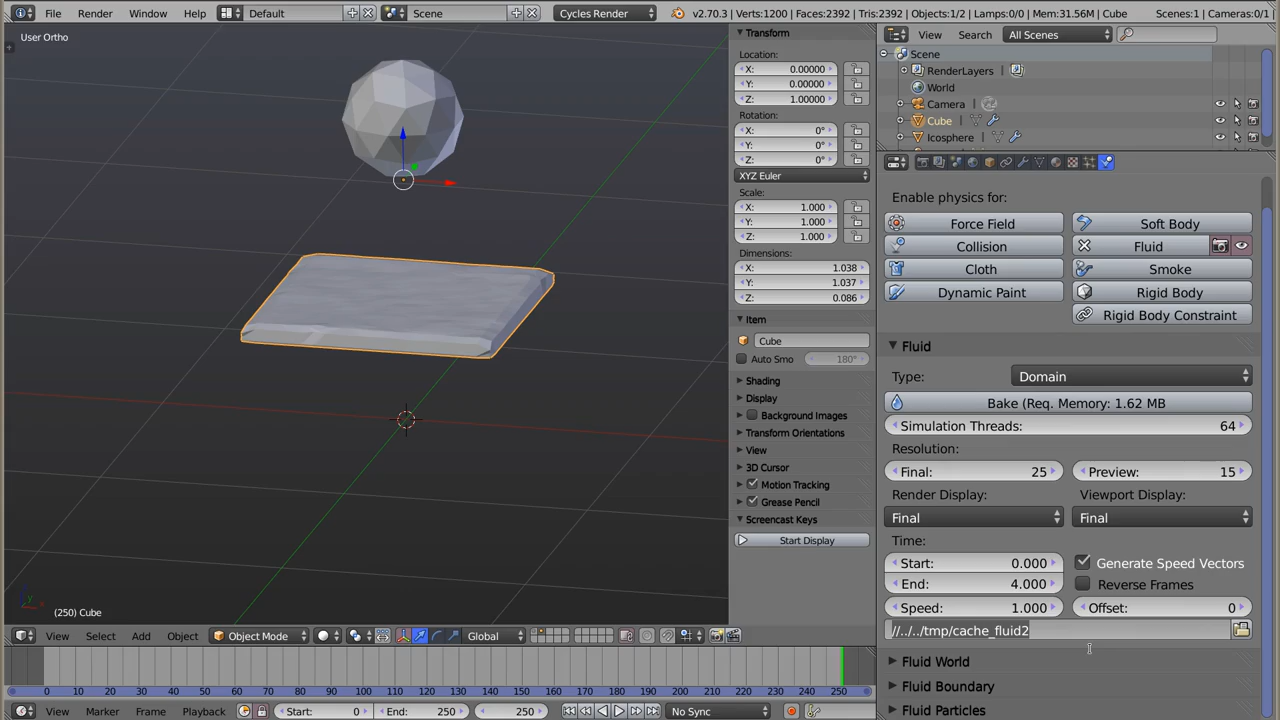 File Render Window Help Default Scene Cycles Render v2.70.3 | Verts:1200 | Faces:2392 | Tris:2392 | Objects:1/2 | Lamps:0/0 | Mem:31.56M | Cube Scenes:1 | Cameras:0/1
User Ortho
(250) Cube
View Select Add Object Object Mode Global
Transform
Location:
X: 0.00000
Y: 0.00000
Z: 1.00000
Rotation:
X: 0°
Y: 0°
Z: 0°
XYZ Euler
Scale:
X: 1.000
Y: 1.000
Z: 1.000
Dimensions:
X: 1.038
Y: 1.037
Z: 0.086
Item
Cube
Auto Smo 180°
Shading
Display
Background Images
Transform Orientations
View
3D Cursor
Motion Tracking
Grease Pencil
Screencast Keys
Start Display
View Search All Scenes
Scene
RenderLayers
World
Camera
Cube
Icosphere
Enable physics for:
Force Field Soft Body
Collision Fluid
Cloth Smoke
Dynamic Paint Rigid Body
Rigid Body Constraint
Fluid
Type: Domain
Bake (Req. Memory: 1.62 MB
Simulation Threads: 64
Resolution:
Final: 25 Preview: 15
Render Display: Viewport Display:
Final Final
Time:
Start: 0.000 Generate Speed Vectors
End: 4.000 Reverse Frames
Speed: 1.000 Offset: 0
//../../tmp/cache_fluid2
Fluid World
Fluid Boundary
Fluid Particles
0 10 20 30 40 50 60 70 80 90 100 110 120 130 140 150 160 170 180 190 200 210 220 230 240 250
View Marker Frame Playback Start: 0 End: 250 250 No Sync